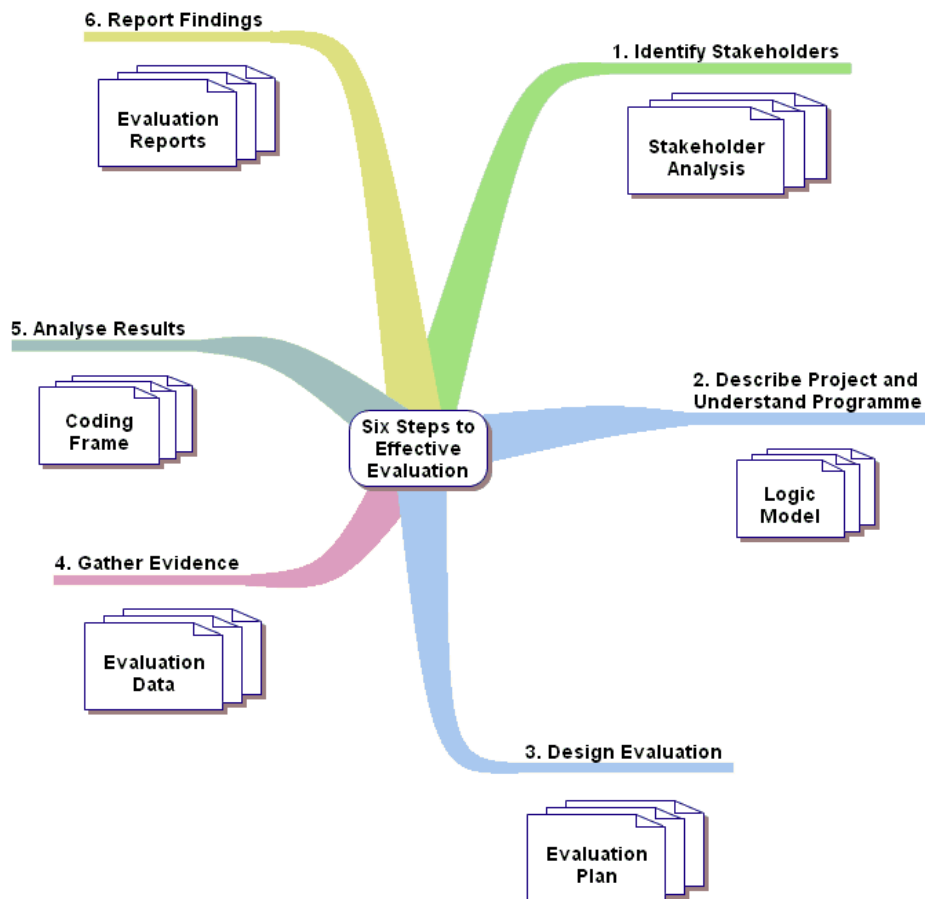 6. Report Findings
Evaluation
Reports
1. Identify Stakeholders
Stakeholder
Analysis
5. Analyse Results
Coding
Frame
Six Steps to
Effective
Evaluation
2. Describe Project and
Understand Programme
Logic
Model
4. Gather Evidence
Evaluation
Data
3. Design Evaluation
Evaluation
Plan